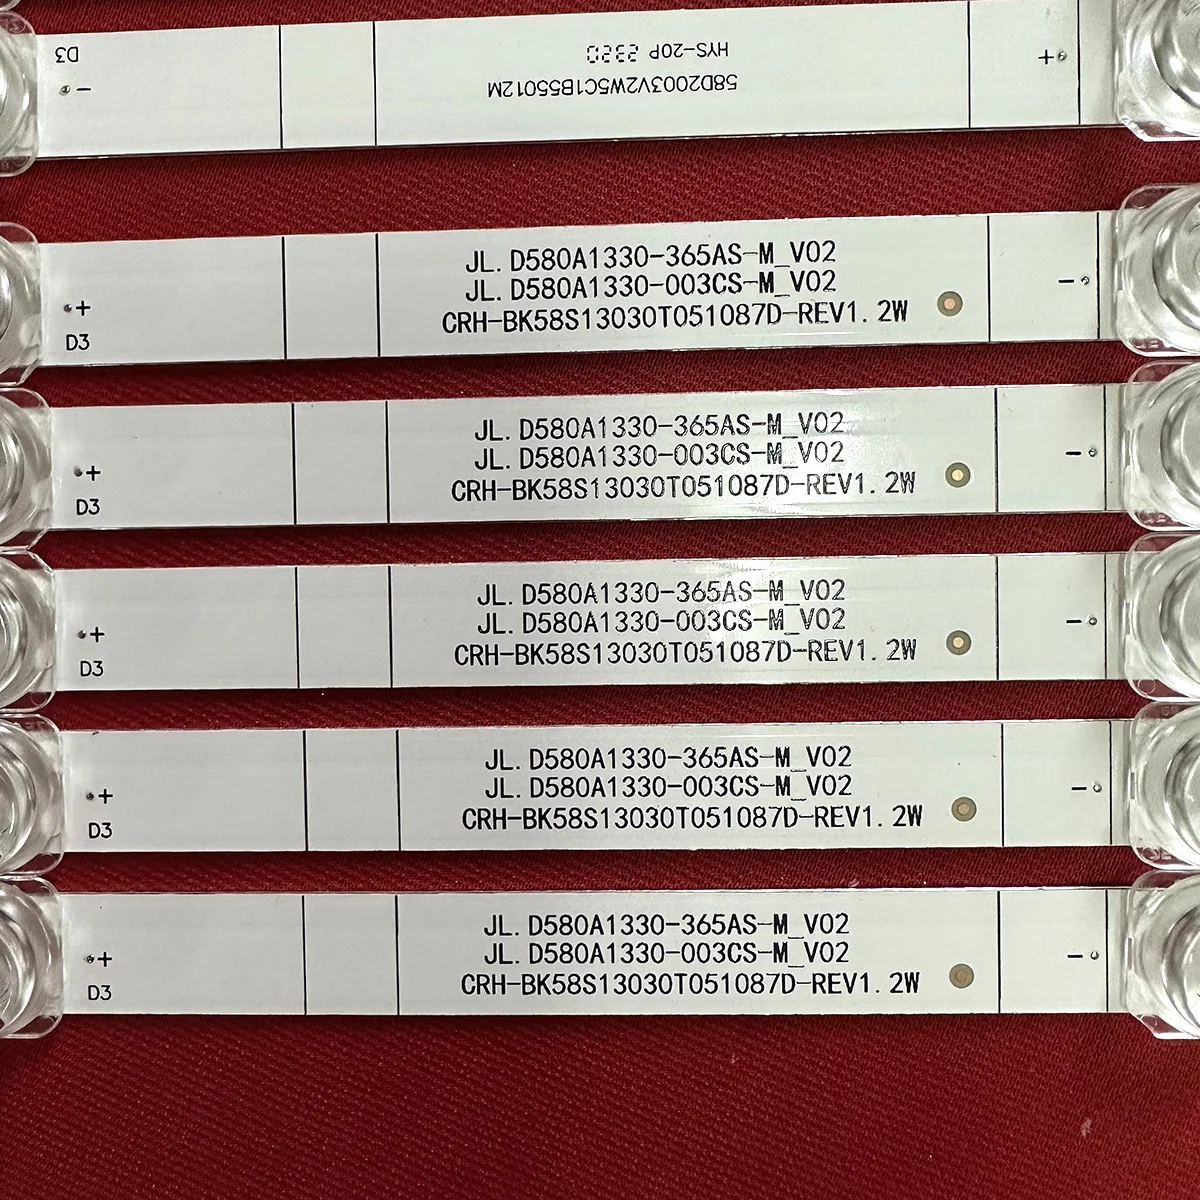 D3
-
HYS-20P 2320
58D2003V2W5C1B55012M
+
JL. D580A1330-365AS-M_V02
JL. D580A1330-003CS-M_V02
CRH-BK58S13030T051087D-REV1. 2W
+
D3
-
JL. D580A1330-365AS-M_V02
JL. D580A1330-003CS-M_V02
CRH-BK58S13030T051087D-REV1. 2W
+
D3
-
JL. D580A1330-365AS-M_V02
JL. D580A1330-003CS-M_V02
CRH-BK58S13030T051087D-REV1. 2W
+
D3
-
JL. D580A1330-365AS-M_V02
JL. D580A1330-003CS-M_V02
CRH-BK58S13030T051087D-REV1. 2W
+
D3
-
JL. D580A1330-365AS-M_V02
JL. D580A1330-003CS-M_V02
CRH-BK58S13030T051087D-REV1. 2W
+
D3
-